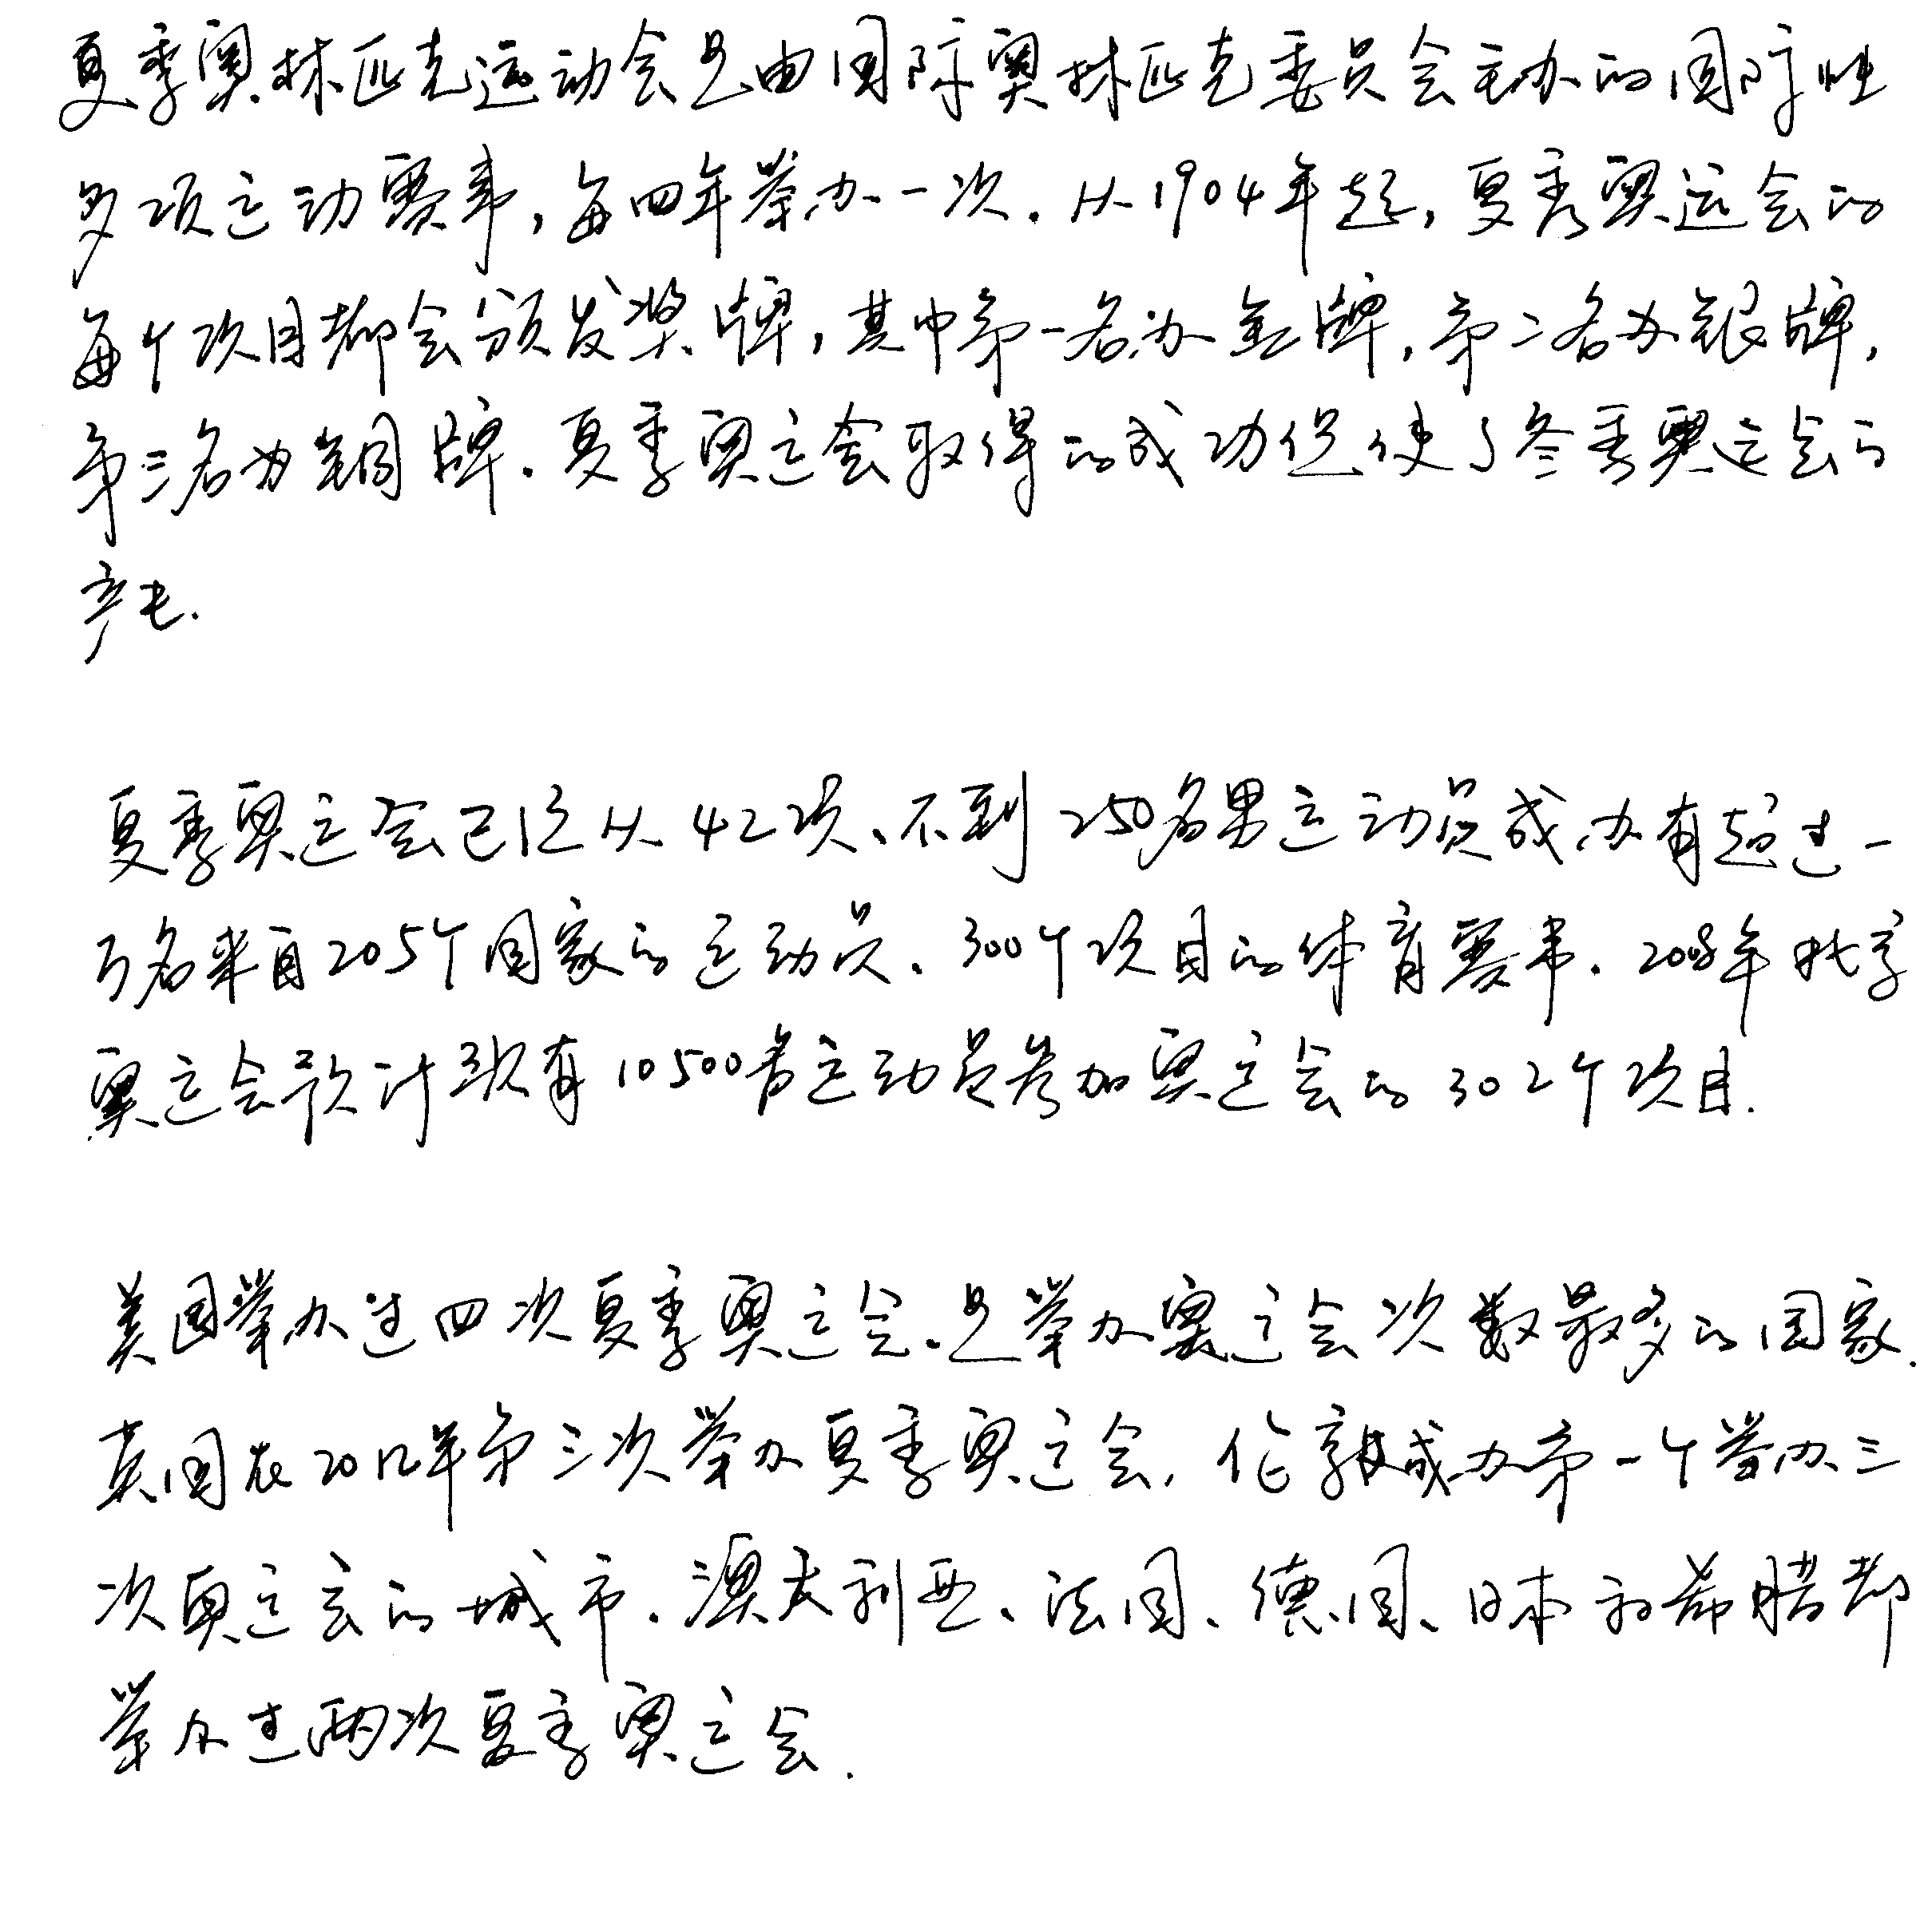 夏季奥林匹克运动会是由国际奥林匹克委员会主办的国际性
多项运动赛事,每四年举办一次.从1904年起,夏季奥运会的
每个项目都会颁发奖牌,其中第一名为金牌,第二名为银牌,
第三名为铜牌.夏季奥运会取得的成功促使了冬季奥运会的
产生.
夏季奥运会已经从42项、不到250名男运动员成为有超过一
万名来自205个国家的运动员、300个项目的体育赛事.2008年北京
奥运会预计现有10500名运动员参加奥运会的302个项目.
美国举办过四次夏季奥运会.是举办奥运会次数最多的国家.
英国在2012年第三次举办夏季奥运会,伦敦成为第一个举办三
次奥运会的城市.澳大利亚、法国、德国、日本和希腊都
举办过两次夏季奥运会.